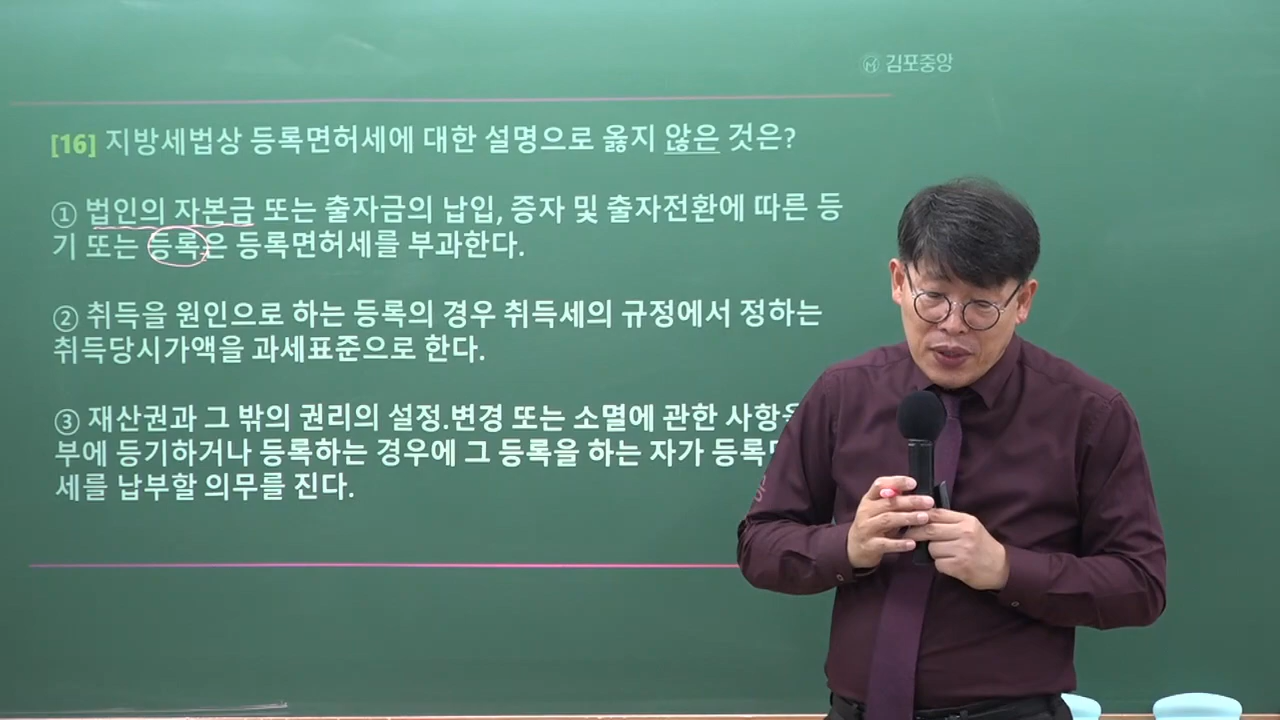 김포중앙
[16] 지방세법상 등록면허세에 대한 설명으로 옳지 않은 것은?
① 법인의 자본금 또는 출자금의 납입, 증자 및 출자전환에 따른 등
기 또는 등록은 등록면허세를 부과한다.
② 취득을 원인으로 하는 등록의 경우 취득세의 규정에서 정하는
취득당시가액을 과세표준으로 한다.
③ 재산권과 그 밖의 권리의 설정.변경 또는 소멸에 관한 사항을
부에 등기하거나 등록하는 경우에 그 등록을 하는 자가
세를 납부할 의무를 진다.